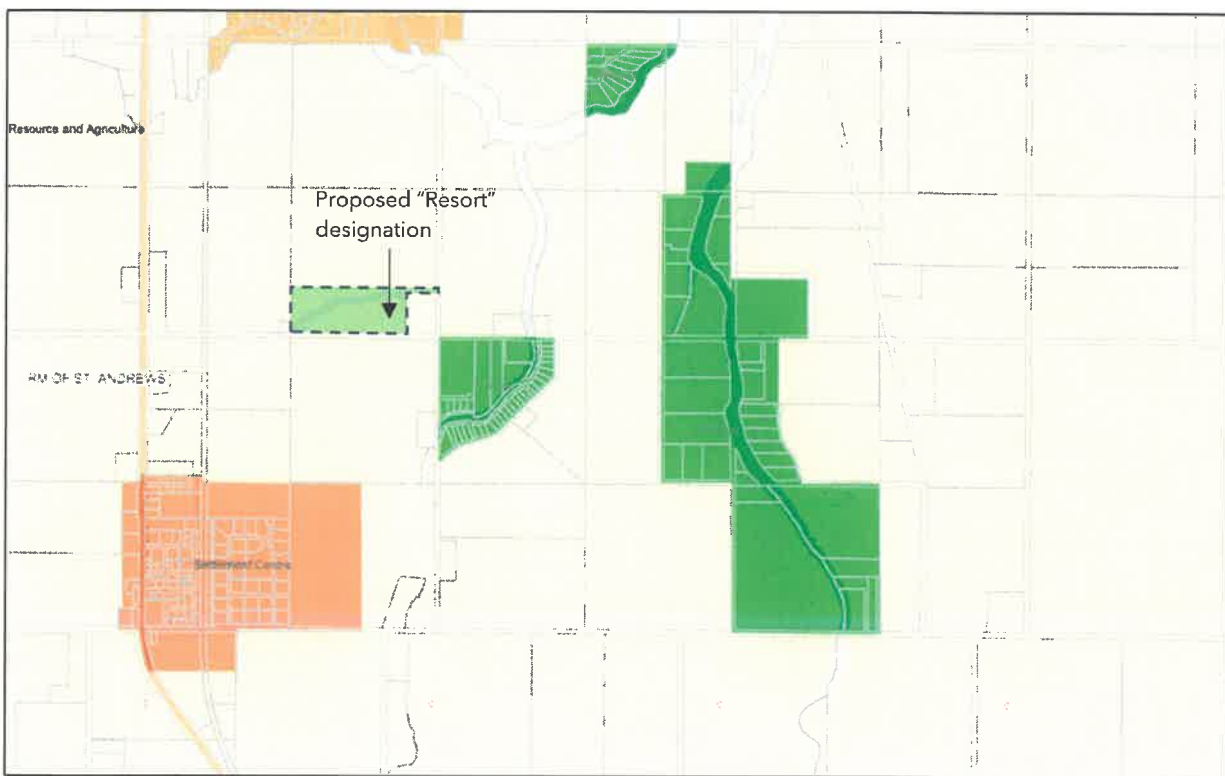 Resource and Agriculture
Proposed "Resort"
designation
RM OF ST. ANDREWS
Settlement Centre